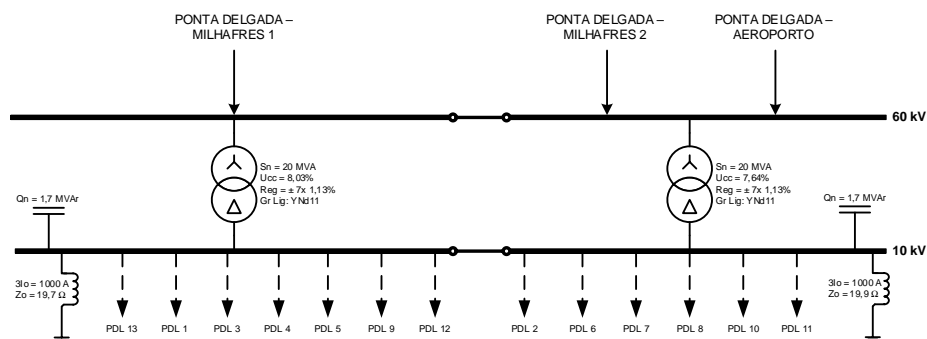 PONTA DELGADA –
MILHAFRES 1
PONTA DELGADA –
MILHAFRES 2
PONTA DELGADA –
AEROPORTO
60 kV
Sn = 20 MVA
Ucc = 8,03%
Reg = ± 7x 1,13%
Gr Lig: YNd11
Sn = 20 MVA
Ucc = 7,64%
Reg = ± 7x 1,13%
Gr Lig: YNd11
Qn = 1,7 MVAr
Qn = 1,7 MVAr
10 kV
3Io = 1000 A
Zo = 19,7 Ω
3Io = 1000 A
Zo = 19,9 Ω
PDL 13
PDL 1
PDL 3
PDL 4
PDL 5
PDL 9
PDL 12
PDL 2
PDL 6
PDL 7
PDL 8
PDL 10
PDL 11